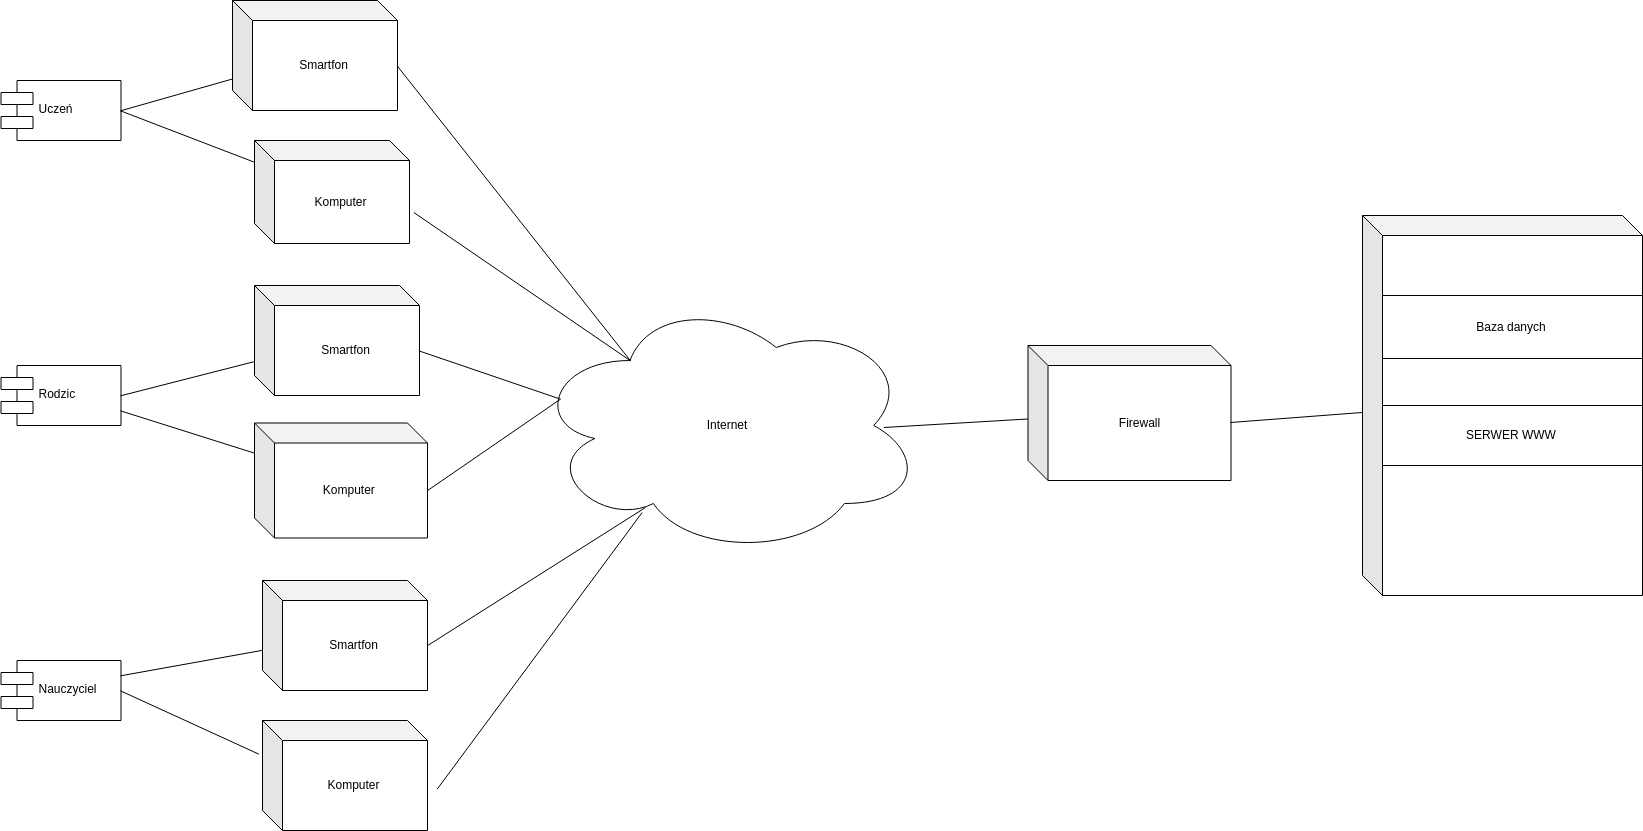 Smartfon
Uczeń
Komputer
Smartfon
Rodzic
Komputer
Smartfon
Nauczyciel
Komputer
Internet
Firewall
Baza danych
SERWER WWW